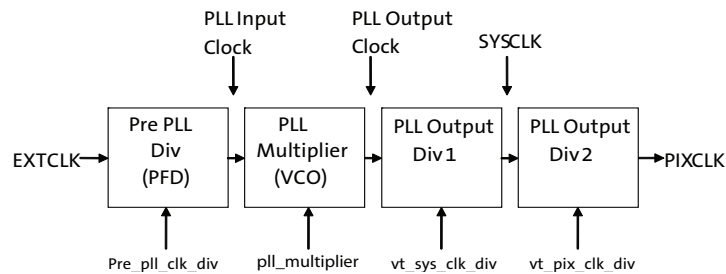 PLL Input
Clock
PLL Output
Clock
SYSCLK
EXTCLK
Pre PLL
Div
(PFD)
PLL
Multiplier
(VCO)
PLL Output
Div 1
PLL Output
Div 2
PIXCLK
Pre_pll_clk_div
pll_multiplier
vt_sys_clk_div
vt_pix_clk_div